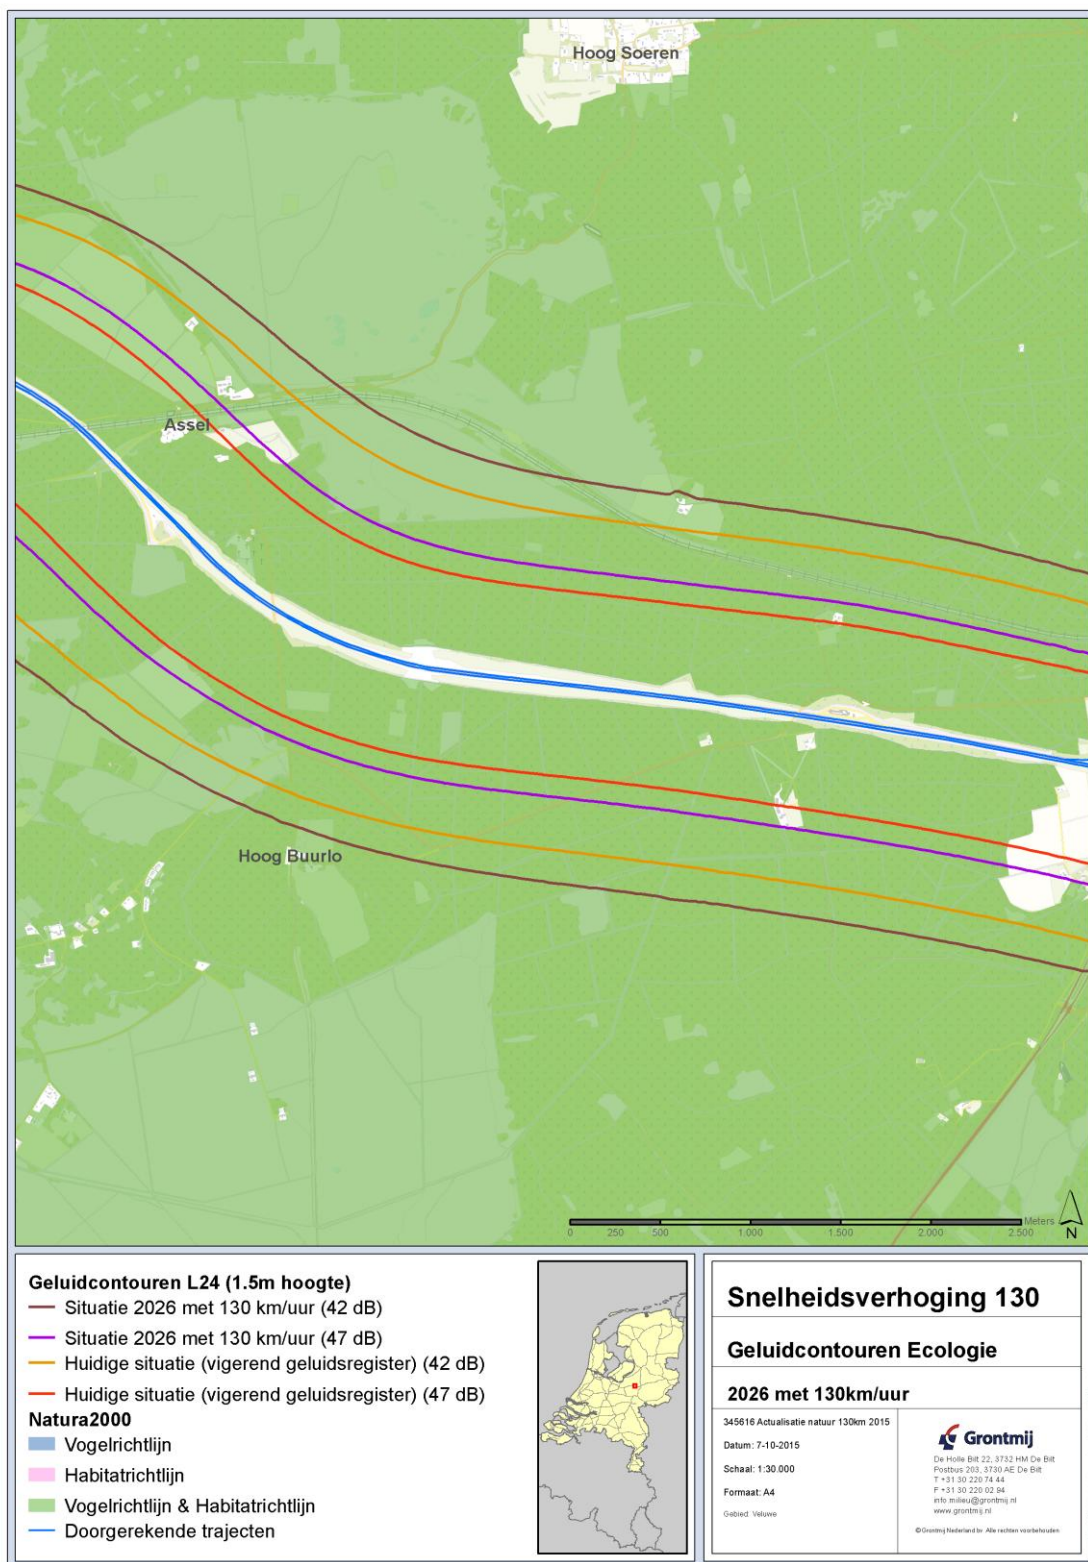 Hoog Soeren
Assel
Hoog Buurlo
Meters
0 250 500 1.000 1.500 2.000 2.500
N
Geluidcontouren L24 (1.5m hoogte)
Situatie 2026 met 130 km/uur (42 dB)
Situatie 2026 met 130 km/uur (47 dB)
Huidige situatie (vigerend geluidsregister) (42 dB)
Huidige situatie (vigerend geluidsregister) (47 dB)
Natura2000
Vogelrichtlijn
Habitatrichtlijn
Vogelrichtlijn & Habitatrichtlijn
Doorgerekende trajecten
Snelheidsverhoging 130
Geluidcontouren Ecologie
2026 met 130km/uur
345616 Actualisatie natuur 130km 2015
Datum: 7-10-2015
Schaal: 1:30.000
Formaat: A4
Gebied: Veluwe
Grontmij
De Holle Bilt 22, 3732 HM De Bilt
Postbus 203, 3730 AE De Bilt
T +31 30 220 74 44
F +31 30 220 02 94
info.milieu@grontmij.nl
www.grontmij.nl
© Grontmij Nederland bv. Alle rechten voorbehouden.